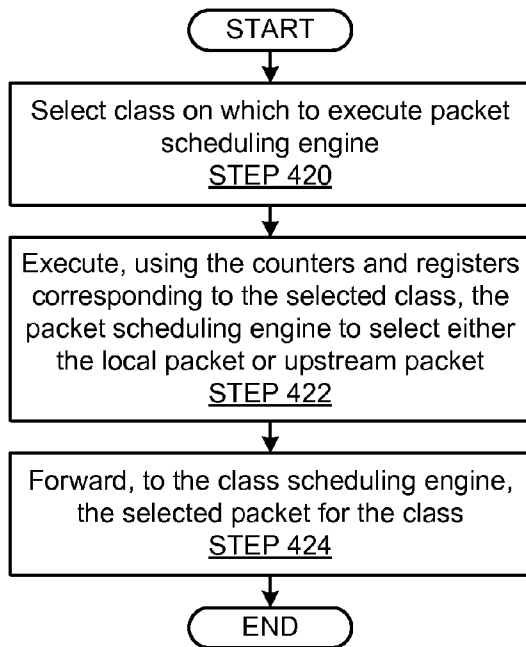 START
Select class on which to execute packet
scheduling engine
STEP 420
Execute, using the counters and registers
corresponding to the selected class, the
packet scheduling engine to select either
the local packet or upstream packet
STEP 422
Forward, to the class scheduling engine,
the selected packet for the class
STEP 424
END